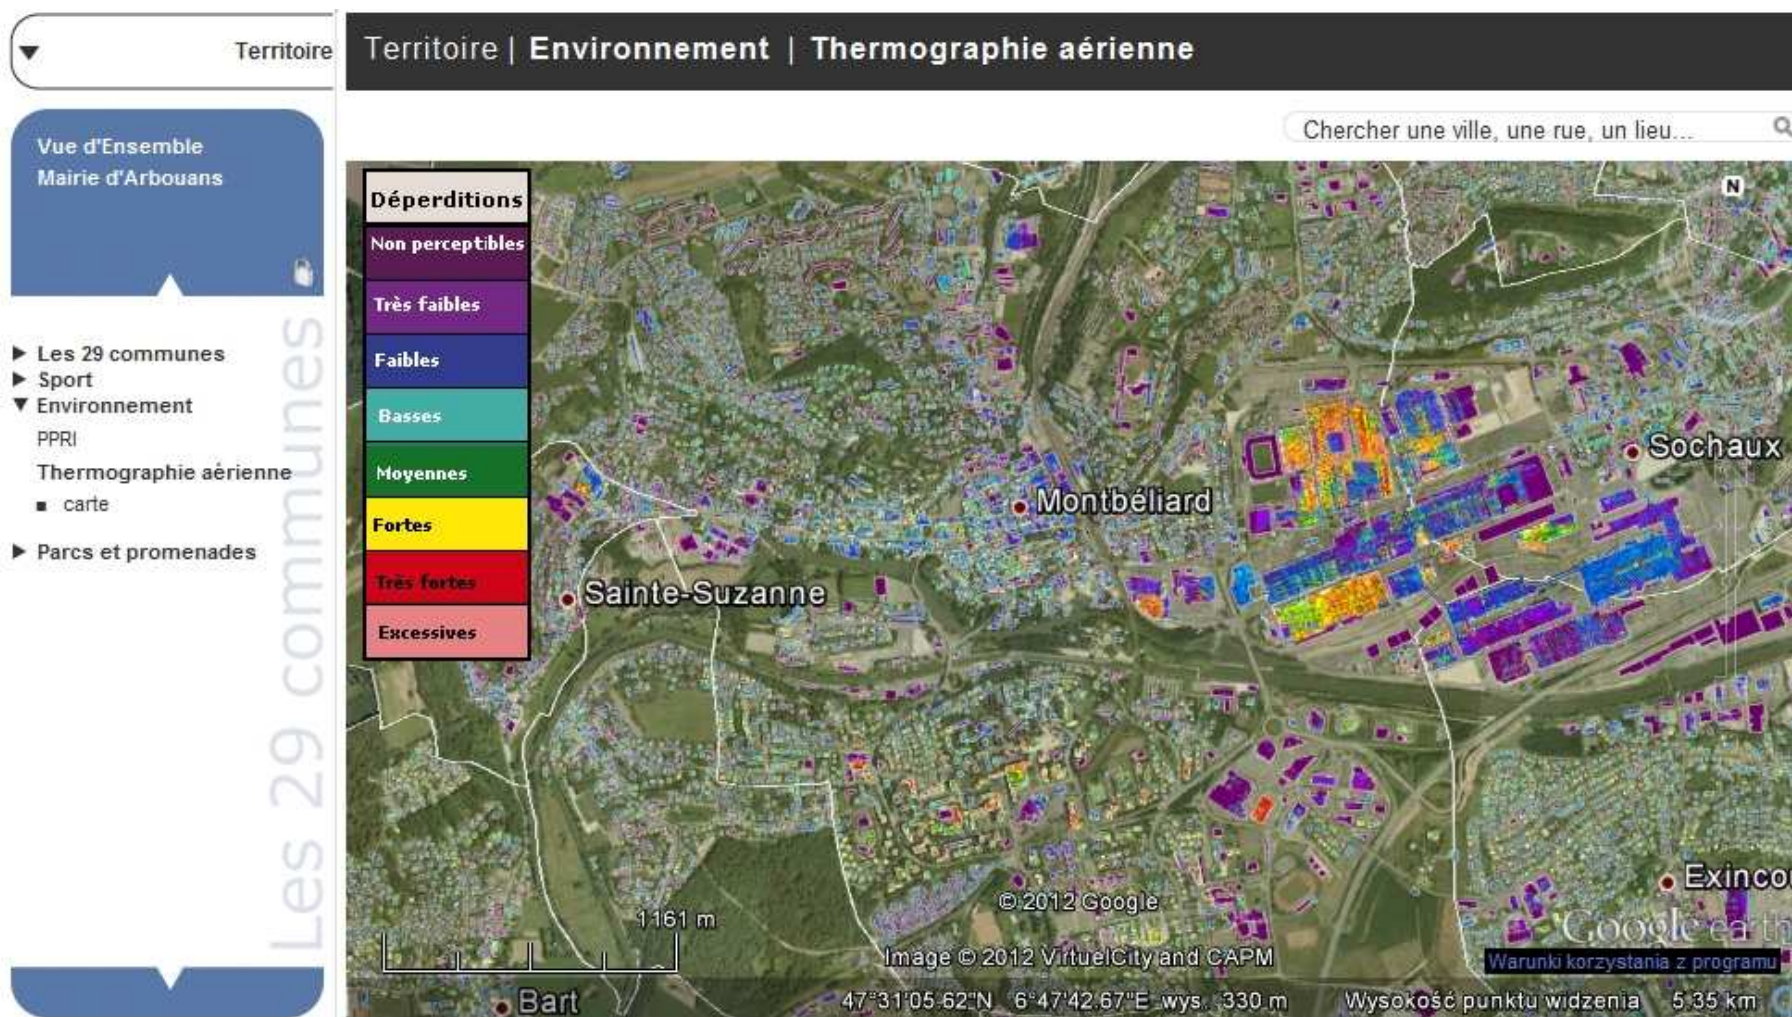 Territoire
Territoire | Environnement | Thermographie aérienne
Chercher une ville, une rue, un lieu...
Vue d'Ensemble
Mairie d'Arbouans
Les 29 communes
Sport
Environnement
PPRI
Thermographie aérienne
carte
Parcs et promenades
Les 29 communes
Déperditions
Non perceptibles
Très faibles
Faibles
Basses
Moyennes
Fortes
Très fortes
Excessives
N
Sochaux
Montbéliard
Sainte-Suzanne
Exinco
Bart
1161 m
© 2012 Google
Image © 2012 VirtuelCity and CAPM
Google earth
Warunki korzystania z programu
47°31'05.62"N 6°47'42.67"E wys. 330 m
Wysokość punktu widzenia 5.35 km